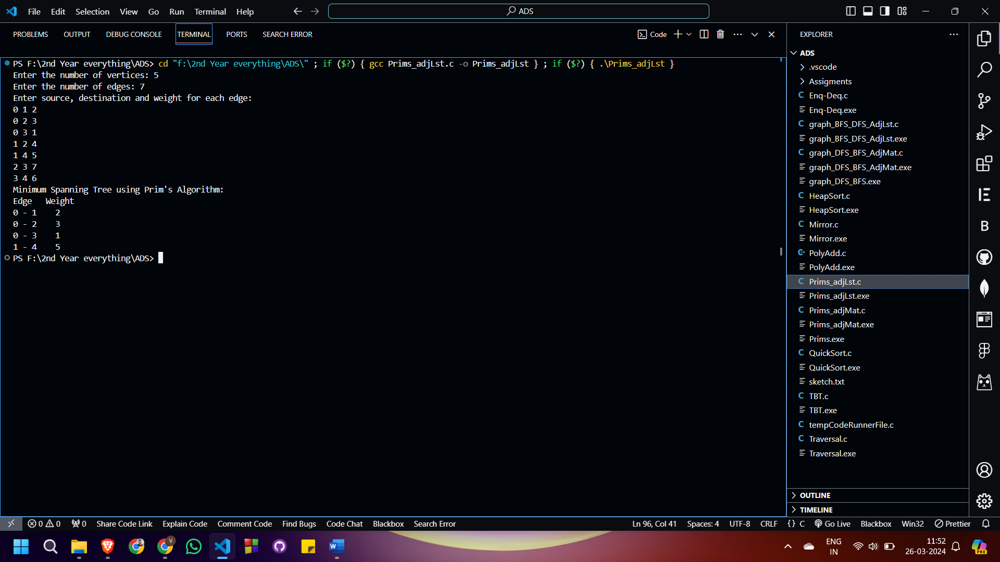 File Edit Selection View Go Run Terminal Help
ADS
PROBLEMS OUTPUT DEBUG CONSOLE TERMINAL PORTS SEARCH ERROR
Code
PS F:\2nd Year everything\ADS> cd "f:\2nd Year everything\ADS\" ; if ($?) { gcc Prims_adjLst.c -o Prims_adjLst } ; if ($?) { .\Prims_adjLst }
Enter the number of vertices: 5
Enter the number of edges: 7
Enter source, destination and weight for each edge:
0 1 2
0 2 3
0 3 1
1 2 4
1 4 5
2 3 7
3 4 6
Minimum Spanning Tree using Prim's Algorithm:
Edge   Weight
0 - 1    2
0 - 2    3
0 - 3    1
1 - 4    5
PS F:\2nd Year everything\ADS>
EXPLORER
ADS
.vscode
Assigments
C Enq-Deq.c
Enq-Deq.exe
C graph_BFS_DFS_AdjLst.c
graph_BFS_DFS_AdjLst.exe
C graph_DFS_BFS_AdjMat.c
graph_DFS_BFS_AdjMat.exe
graph_DFS_BFS.exe
C HeapSort.c
HeapSort.exe
C Mirror.c
Mirror.exe
PolyAdd.c
PolyAdd.exe
C Prims_adjLst.c
Prims_adjLst.exe
C Prims_adjMat.c
Prims_adjMat.exe
Prims.exe
C QuickSort.c
QuickSort.exe
sketch.txt
C TBT.c
TBT.exe
C tempCodeRunnerFile.c
C Traversal.c
Traversal.exe
OUTLINE
TIMELINE
B
0 0 0 Share Code Link Explain Code Comment Code Find Bugs Code Chat Blackbox Search Error
Ln 96, Col 41 Spaces: 4 UTF-8 CRLF {} C Go Live Blackbox Win32 Prettier
V
ENG
IN
11:52
26-03-2024
PRE